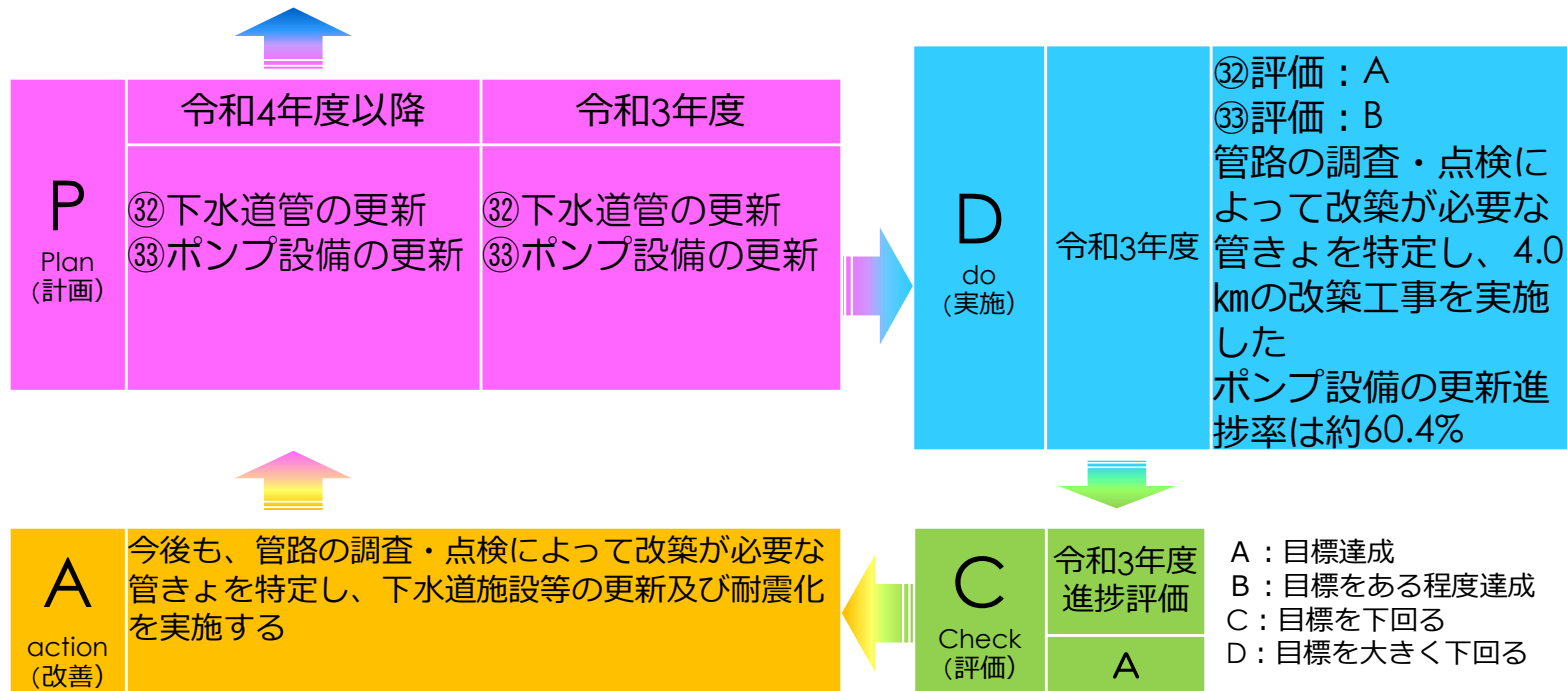 P
Plan
(計画)
令和4年度以降
令和3年度
㉜下水道管の更新
㉝ポンプ設備の更新
㉜下水道管の更新
㉝ポンプ設備の更新
D
do
(実施)
令和3年度
㉜評価：A
㉝評価：B
管路の調査・点検に
よって改築が必要な
管きょを特定し、4.0
㎞の改築工事を実施
した
ポンプ設備の更新進
捗率は約60.4%
A
action
(改善)
今後も、管路の調査・点検によって改築が必要な
管きょを特定し、下水道施設等の更新及び耐震化
を実施する
C
Check
(評価)
令和3年度
進捗評価
A
A：目標達成
B：目標をある程度達成
C：目標を下回る
D：目標を大きく下回る